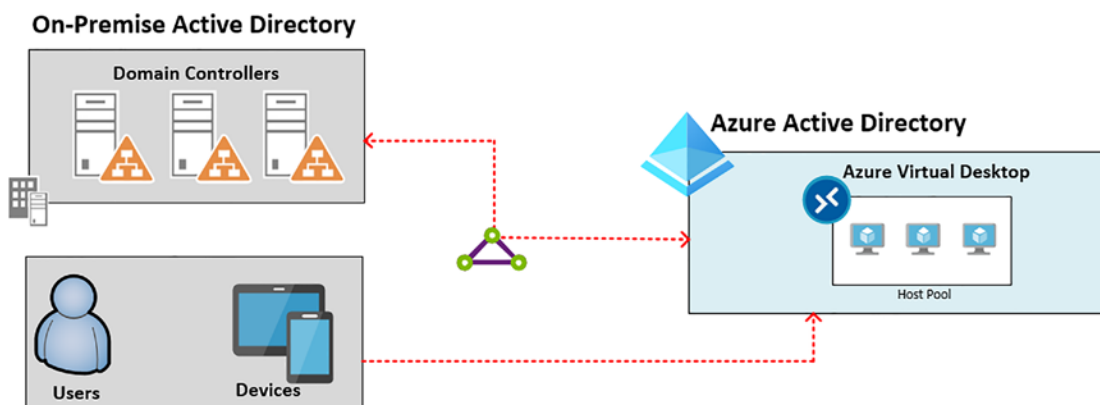 On-Premise Active Directory
Domain Controllers
Azure Active Directory
Azure Virtual Desktop
Host Pool
Users
Devices